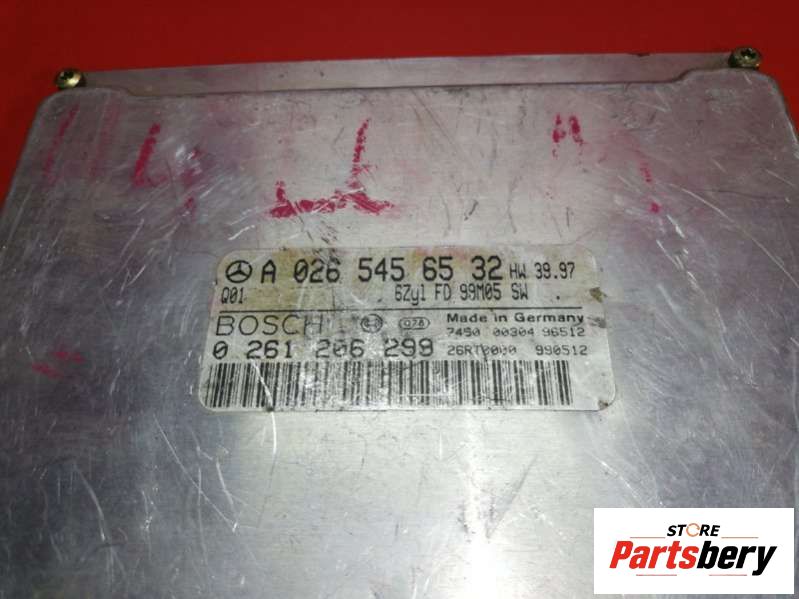 A 026 545 65 32 HW 39.97
Q01 6Zyl FD 99M05 SW .
BOSCH Made in Germany
7450 00304 96512
0 261 206 299 26RT0000 990512
STORE
Partsbery